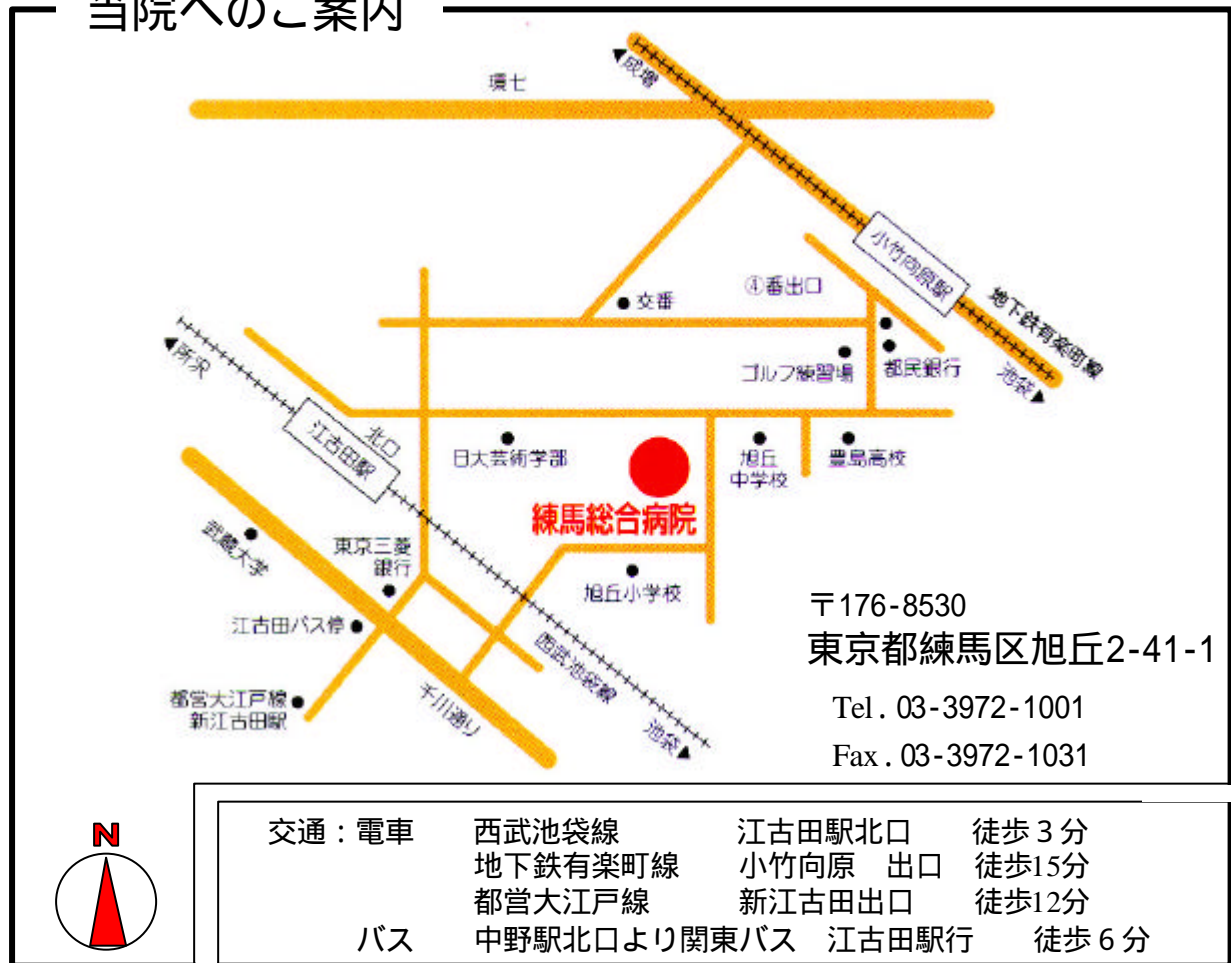 当院へのご案内
▼成増
環七
小竹向原駅
④番出口
交番
地下鉄有楽町線
▼所沢
ゴルフ練習場
都民銀行
池袋▶
北口
江古田駅
日大芸術学部
旭丘
中学校
豊島高校
練馬総合病院
武蔵大学
東京三菱
銀行
旭丘小学校
〒176-8530
江古田バス停
西武池袋線
東京都練馬区旭丘2-41-1
都営大江戸線
新江古田駅
千川通り
池袋▶
Tel. 03-3972-1001
Fax. 03-3972-1031
N
交通:電車 西武池袋線 江古田駅北口 徒歩3分
地下鉄有楽町線 小竹向原 出口 徒歩15分
都営大江戸線 新江古田出口 徒歩12分
バス 中野駅北口より関東バス 江古田駅行 徒歩6分